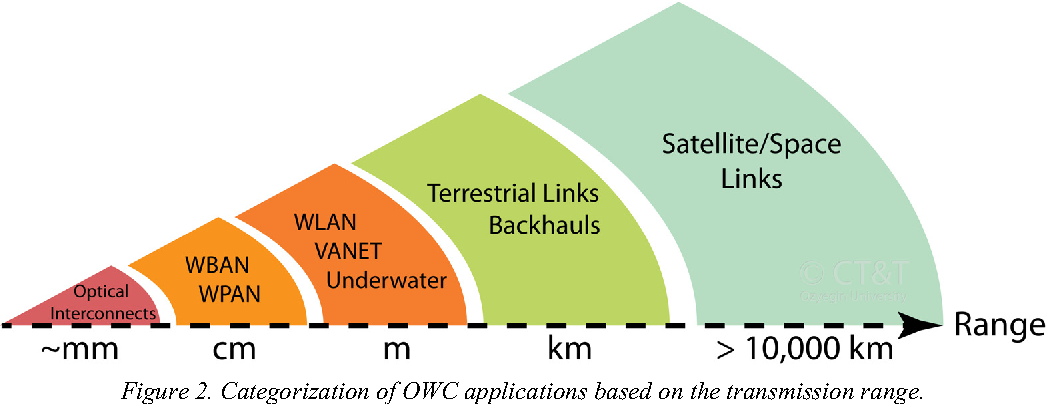 Satellite/Space
Links
Terrestrial Links
Backhauls
WLAN
VANET
Underwater
WBAN
WPAN
Optical
Interconnects
© CT&T
Range
~mm
cm
m
km
> 10,000 km
Figure 2. Categorization of OWC applications based on the transmission range.